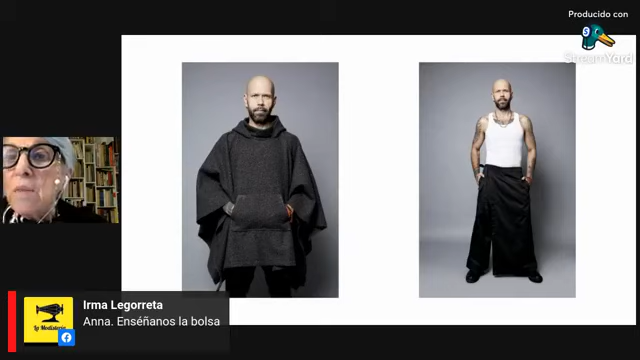 Producido con
StreamYard
Irma Legorreta
Anna. Enséñanos la bolsa
La Modistería